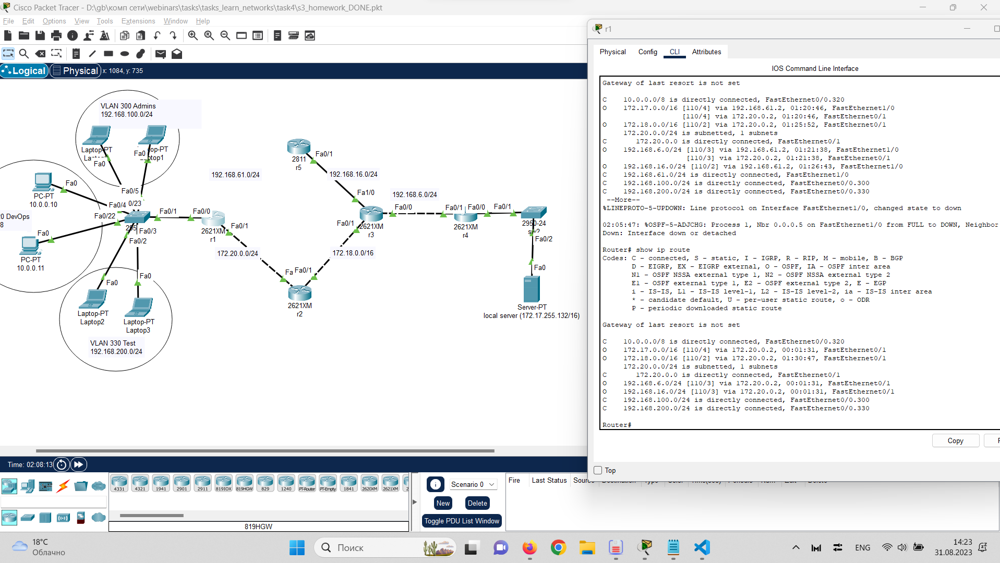 Cisco Packet Tracer - D:\gb\комп сети\webinars\tasks\tasks_learn_networks\task4\s3_homework_DONE.pkt
File Edit Options View Tools Extensions Window Help
Logical Physical x: 1084, y: 735
VLAN 300 Admins
192.168.100.0/24
Laptop-PT
Fa0
Fa0
Laptop1
192.168.61.0/24
2811
r5
Fa0/1
192.168.16.0/24
Fa1/0
192.168.6.0/24
PC-PT
10.0.0.10
Fa0
Fa0/5
Fa0/4 0/23
Fa0/22
Fa0/1
Fa0/0
DevOps
Fa0
Fa0/3
Fa0/2
2621XM
r1
Fa0/1
Fa0/1
2621XM
r3
Fa0/0
Fa0/1
Fa0/0
Fa0/1
2621XM
r4
2950-24
Fa0/2
PC-PT
10.0.0.11
172.20.0.0/24
172.18.0.0/16
Fa Fa0/1
2621XM
r2
Fa0
Server-PT
local server (172.17.255.132/16)
Fa0
Fa0
Laptop-PT
Laptop2
Laptop-PT
Laptop3
VLAN 330 Test
192.168.200.0/24
r1
Physical Config CLI Attributes
IOS Command Line Interface
Gateway of last resort is not set
C 10.0.0.0/8 is directly connected, FastEthernet0/0.320
O 172.17.0.0/16 [110/4] via 192.168.61.2, 01:20:46, FastEthernet1/0
[110/4] via 172.20.0.2, 01:20:46, FastEthernet0/1
O 172.18.0.0/16 [110/2] via 172.20.0.2, 01:25:52, FastEthernet0/1
172.20.0.0/24 is subnetted, 1 subnets
C 172.20.0.0 is directly connected, FastEthernet0/1
O 192.168.6.0/24 [110/3] via 192.168.61.2, 01:21:38, FastEthernet1/0
[110/3] via 172.20.0.2, 01:21:38, FastEthernet0/1
O 192.168.16.0/24 [110/2] via 192.168.61.2, 01:26:43, FastEthernet1/0
C 192.168.61.0/24 is directly connected, FastEthernet1/0
C 192.168.100.0/24 is directly connected, FastEthernet0/0.300
C 192.168.200.0/24 is directly connected, FastEthernet0/0.330
--More--
%LINEPROTO-5-UPDOWN: Line protocol on Interface FastEthernet1/0, changed state to down
02:05:47: %OSPF-5-ADJCHG: Process 1, Nbr 0.0.0.5 on FastEthernet1/0 from FULL to DOWN, Neighbor
Down: Interface down or detached
Router# show ip route
Codes: C - connected, S - static, I - IGRP, R - RIP, M - mobile, B - BGP
D - EIGRP, EX - EIGRP external, O - OSPF, IA - OSPF inter area
N1 - OSPF NSSA external type 1, N2 - OSPF NSSA external type 2
E1 - OSPF external type 1, E2 - OSPF external type 2, E - EGP
i - IS-IS, L1 - IS-IS level-1, L2 - IS-IS level-2, ia - IS-IS inter area
* - candidate default, U - per-user static route, o - ODR
P - periodic downloaded static route
Gateway of last resort is not set
C 10.0.0.0/8 is directly connected, FastEthernet0/0.320
O 172.17.0.0/16 [110/4] via 172.20.0.2, 00:01:31, FastEthernet0/1
O 172.18.0.0/16 [110/2] via 172.20.0.2, 01:30:47, FastEthernet0/1
172.20.0.0/24 is subnetted, 1 subnets
C 172.20.0.0 is directly connected, FastEthernet0/1
O 192.168.6.0/24 [110/3] via 172.20.0.2, 00:01:31, FastEthernet0/1
O 192.168.16.0/24 [110/3] via 172.20.0.2, 00:01:31, FastEthernet0/1
C 192.168.100.0/24 is directly connected, FastEthernet0/0.300
C 192.168.200.0/24 is directly connected, FastEthernet0/0.330
Router#
Copy
Top
Time: 02:08:13
4331 4321 1941 2901 2911 819IOX 819HGW 829 1240 PT-Router PT-Empty 1841 2620XM 2621XM
819HGW
Scenario 0
New Delete
Toggle PDU List Window
Fire Last Status Source Destination Type Color Time(sec) Periodic Num Edit Delete
18°C
Облачно
Поиск
ENG
14:23
31.08.2023